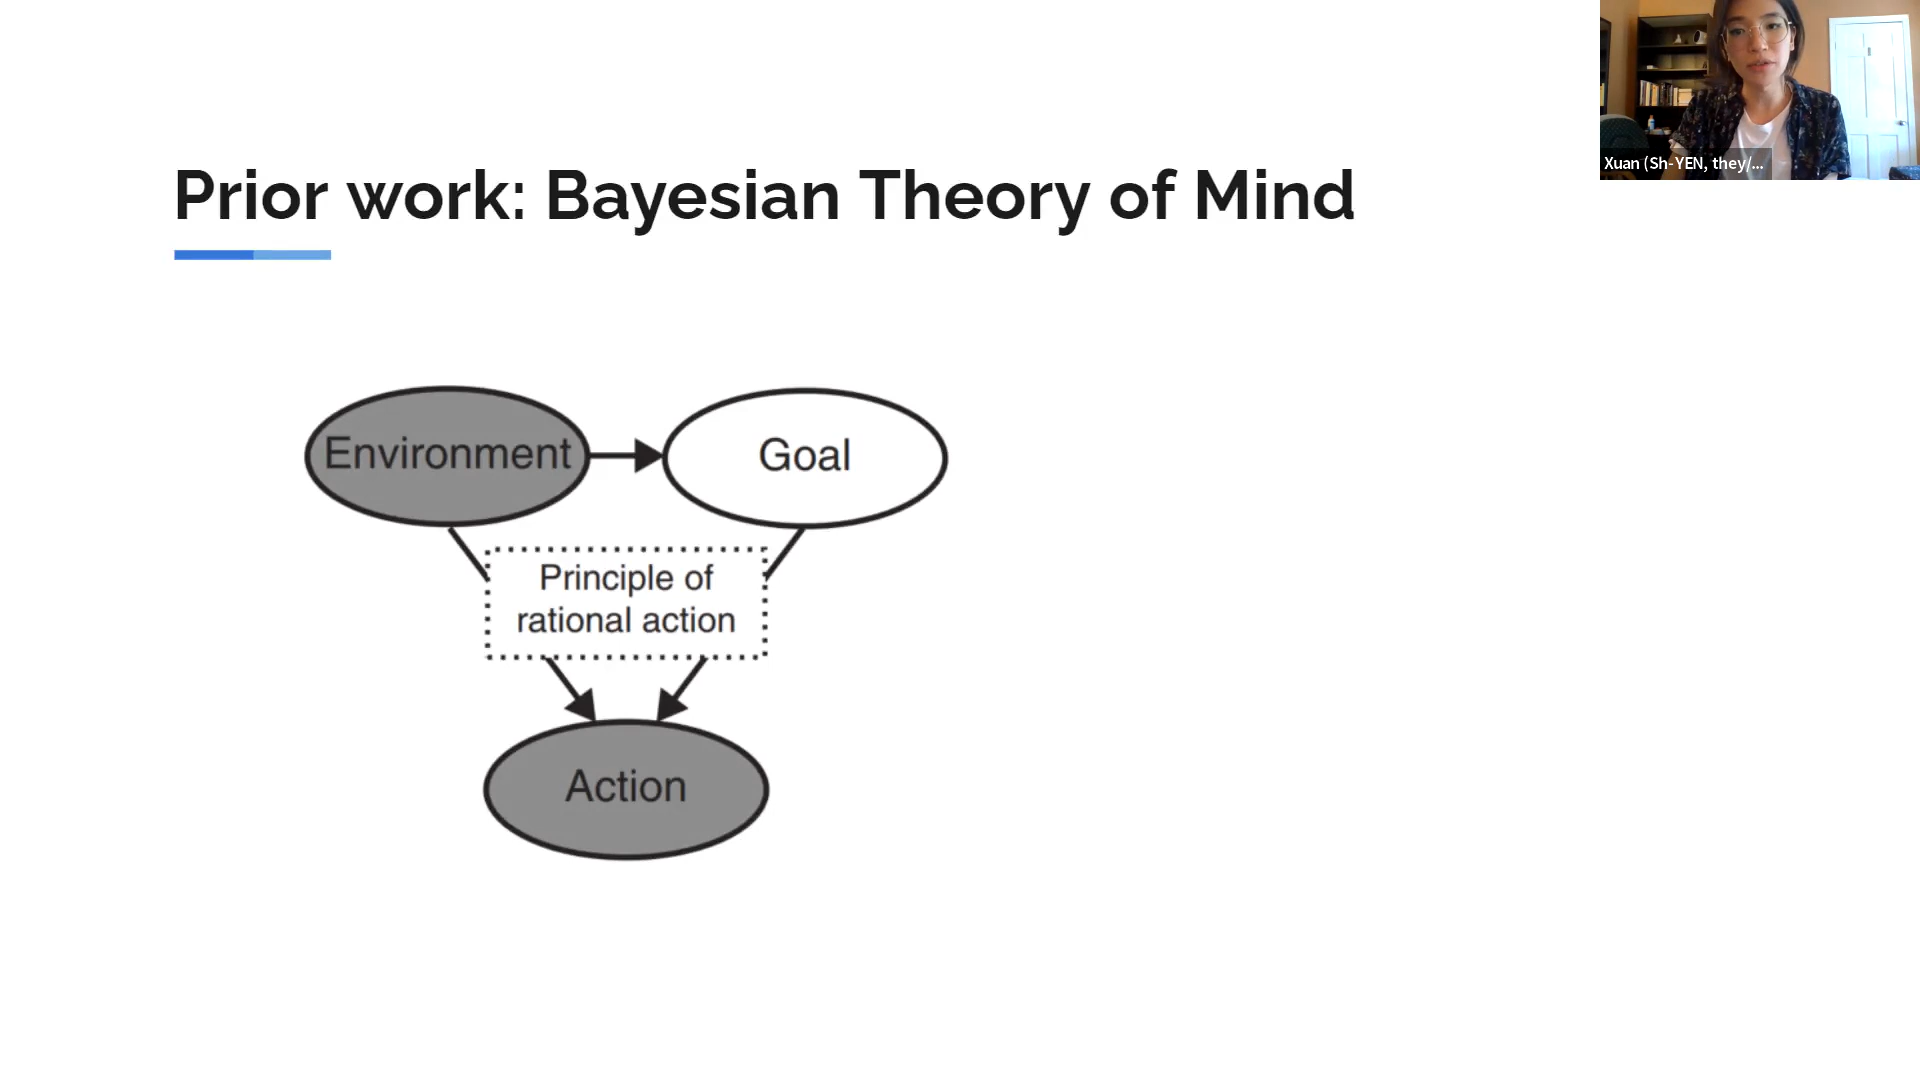 Prior work: Bayesian Theory of Mind
Xuan (Sh-YEN, they/...
Environment
Goal
Principle of
rational action
Action